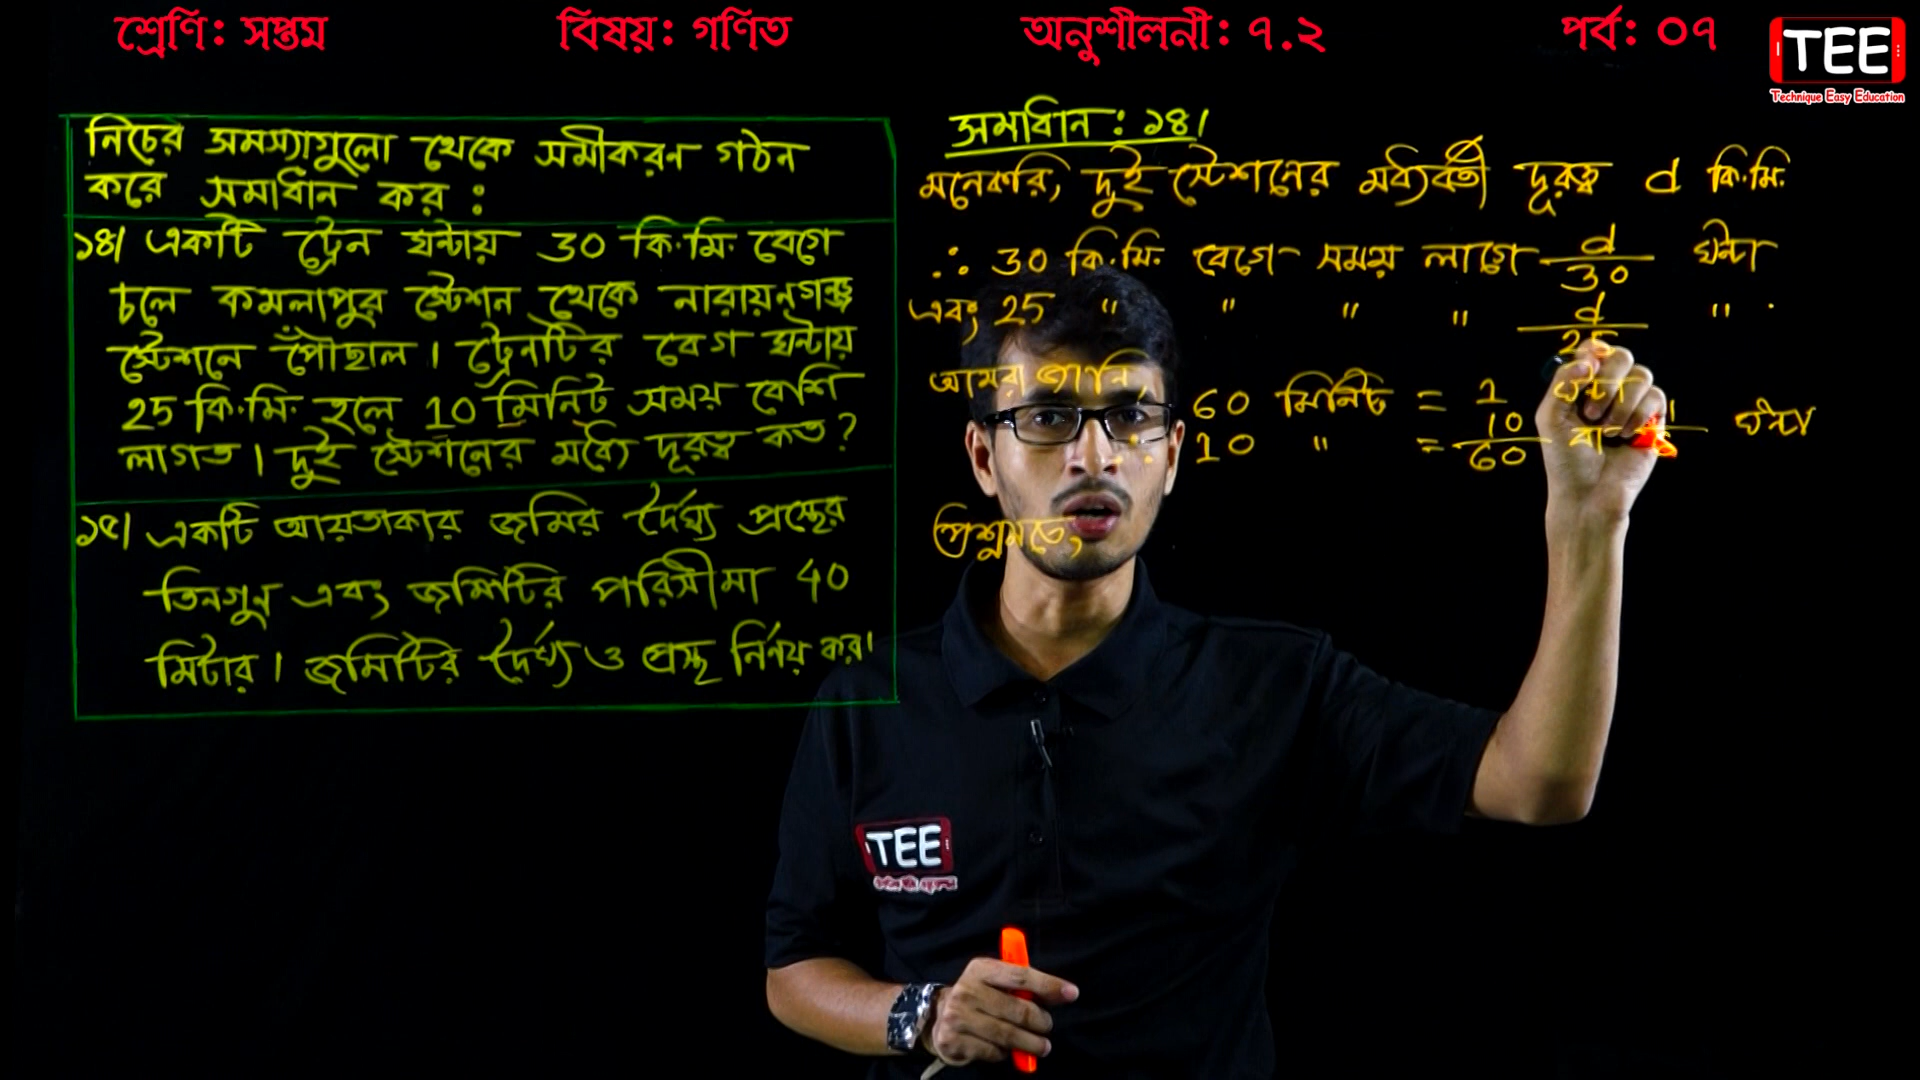 শ্রেণি: সপ্তম
বিষয়: গণিত
অনুশীলনী: ৭.২
পর্ব: ০৭
TEE
Technique Easy Education
নিচের সমস্যাগুলো থেকে সমীকরণ গঠন
করে সমাধান কর:
১৪। একটি ট্রেন ঘন্টায় 30 কি.মি. বেগে
চলে কমলাপুর স্টেশন থেকে নারায়ণগঞ্জ
স্টেশনে পৌঁছাল। ট্রেনটির বেগ ঘন্টায়
25 কি.মি. হলে 10 মিনিট সময় বেশি
লাগত। দুই স্টেশনের মধ্যে দূরত্ব কত?
১৫। একটি আয়তাকার জমির দৈর্ঘ্য প্রস্থের
তিনগুন এবং জমিটির পরিসীমা 40
মিটার। জমিটির দৈর্ঘ্য ও প্রস্থ নির্ণয় কর।
সমাধান: ১৪।
মনেকরি, দুই স্টেশনের মধ্যবর্তী দূরত্ব d কি.মি.
∴ 30 কি.মি. বেগে সময় লাগে d/30 ঘন্টা
এবং 25 " " " " d/25 " .
আমরা জানি, 60 মিনিট = 1 ঘন্টা
∴ 10 " = 10/60 বা 1/ ঘন্টা
প্রশ্নমতে,
TEE